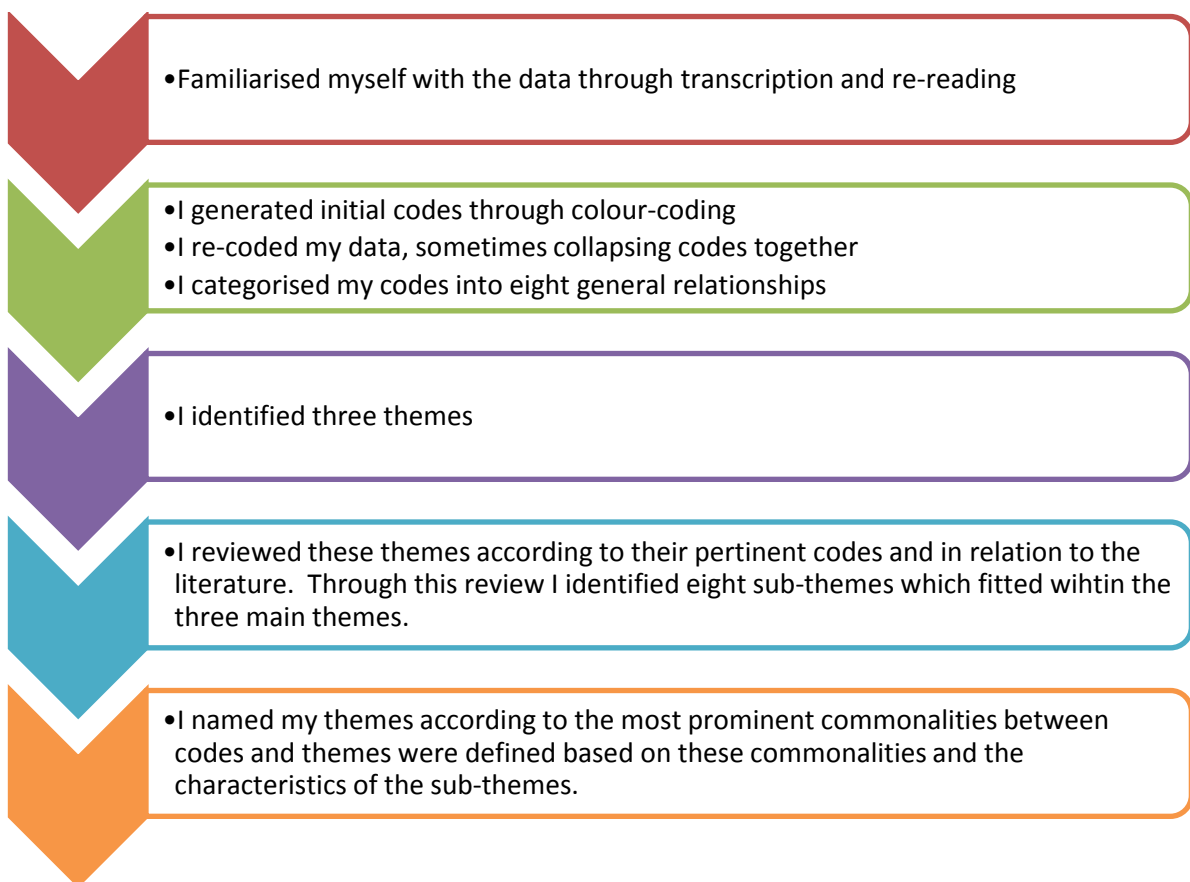 •Familiarised myself with the data through transcription and re-reading
•I generated initial codes through colour-coding
•I re-coded my data, sometimes collapsing codes together
•I categorised my codes into eight general relationships
•I identified three themes
•I reviewed these themes according to their pertinent codes and in relation to the
literature.  Through this review I identified eight sub-themes which fitted wihtin the
three main themes.
•I named my themes according to the most prominent commonalities between
codes and themes were defined based on these commonalities and the
characteristics of the sub-themes.